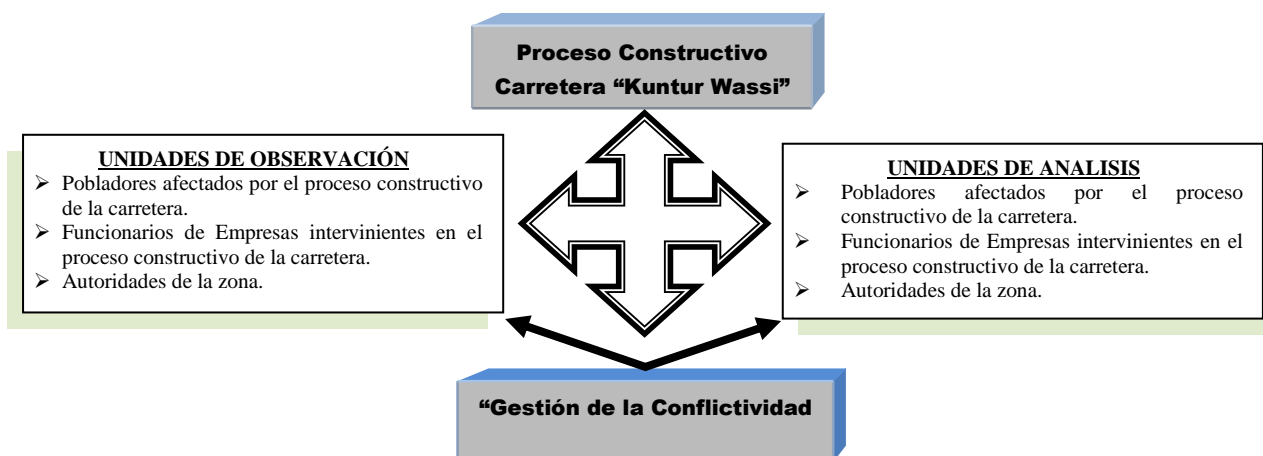 Proceso Constructivo
Carretera “Kuntur Wassi”
UNIDADES DE OBSERVACIÓN
➢ Pobladores afectados por el proceso constructivo
de la carretera.
➢ Funcionarios de Empresas intervinientes en el
proceso constructivo de la carretera.
➢ Autoridades de la zona.
UNIDADES DE ANALISIS
➢ Pobladores afectados por el proceso
constructivo de la carretera.
➢ Funcionarios de Empresas intervinientes en el
proceso constructivo de la carretera.
➢ Autoridades de la zona.
“Gestión de la Conflictividad